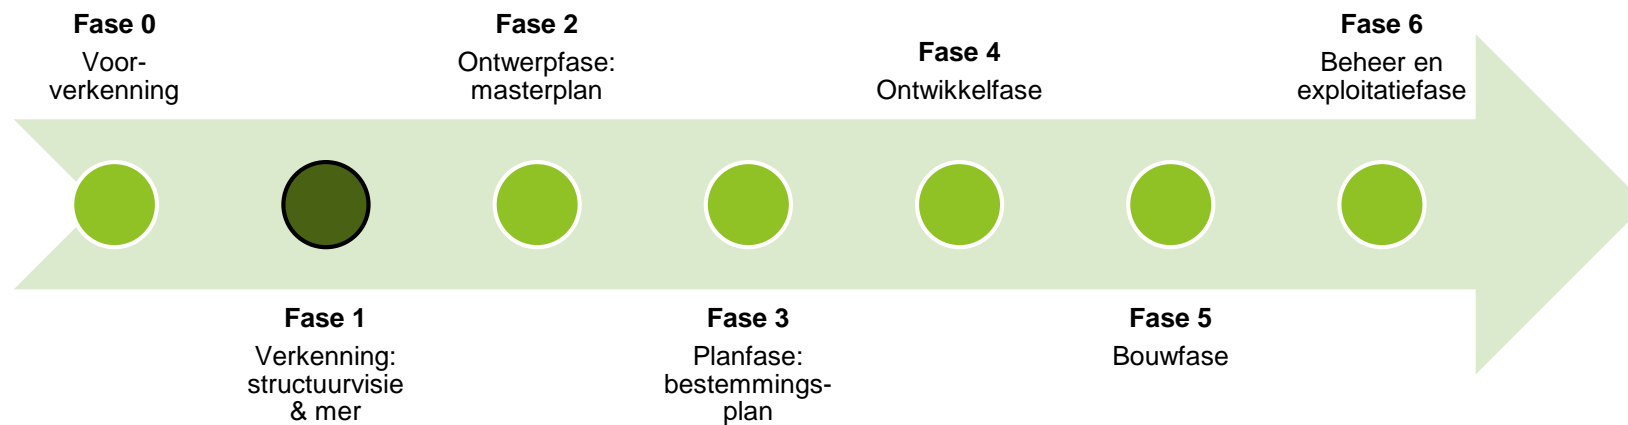 Fase 0
Voor-
verkenning
Fase 1
Verkenning:
structuurvisie
& mer
Fase 2
Ontwerpfase:
masterplan
Fase 3
Planfase:
bestemmings-
plan
Fase 4
Ontwikkelfase
Fase 5
Bouwfase
Fase 6
Beheer en
exploitatiefase